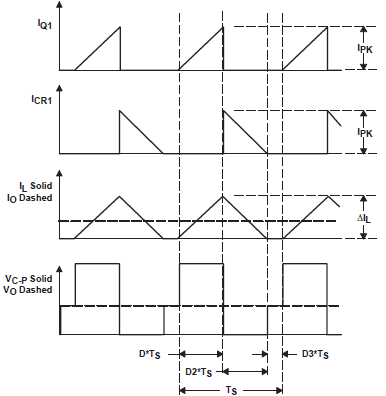 IQ1
IPK
ICR1
IPK
IL Solid
IO Dashed
ΔIL
VC-P Solid
VO Dashed
D*TS
D3*TS
D2*TS
TS